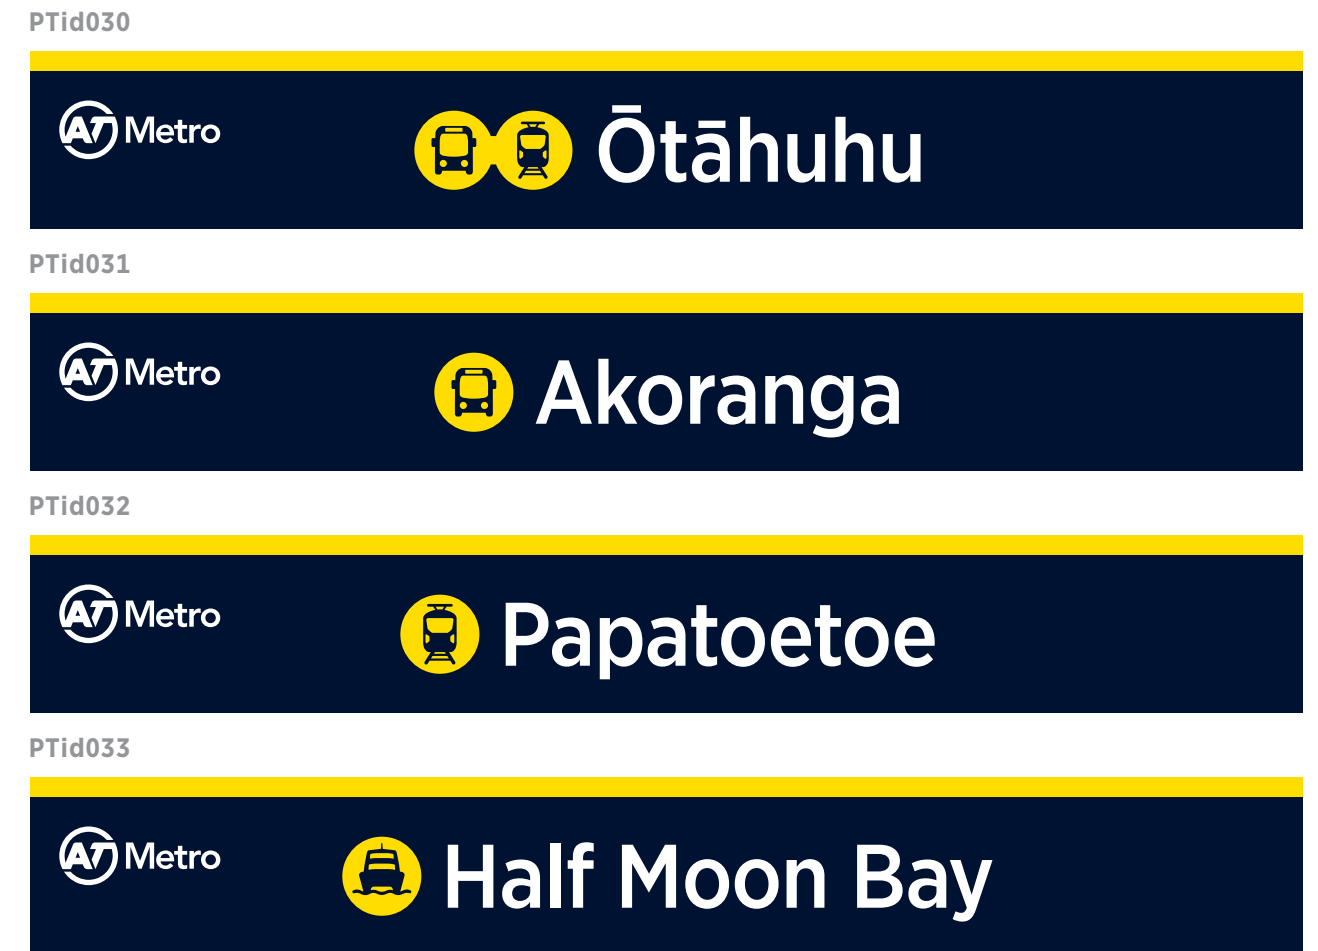 PTid030
AT Metro
Ōtāhuhu
PTid031
AT Metro
Akoranga
PTid032
AT Metro
Papatoetoe
PTid033
AT Metro
Half Moon Bay